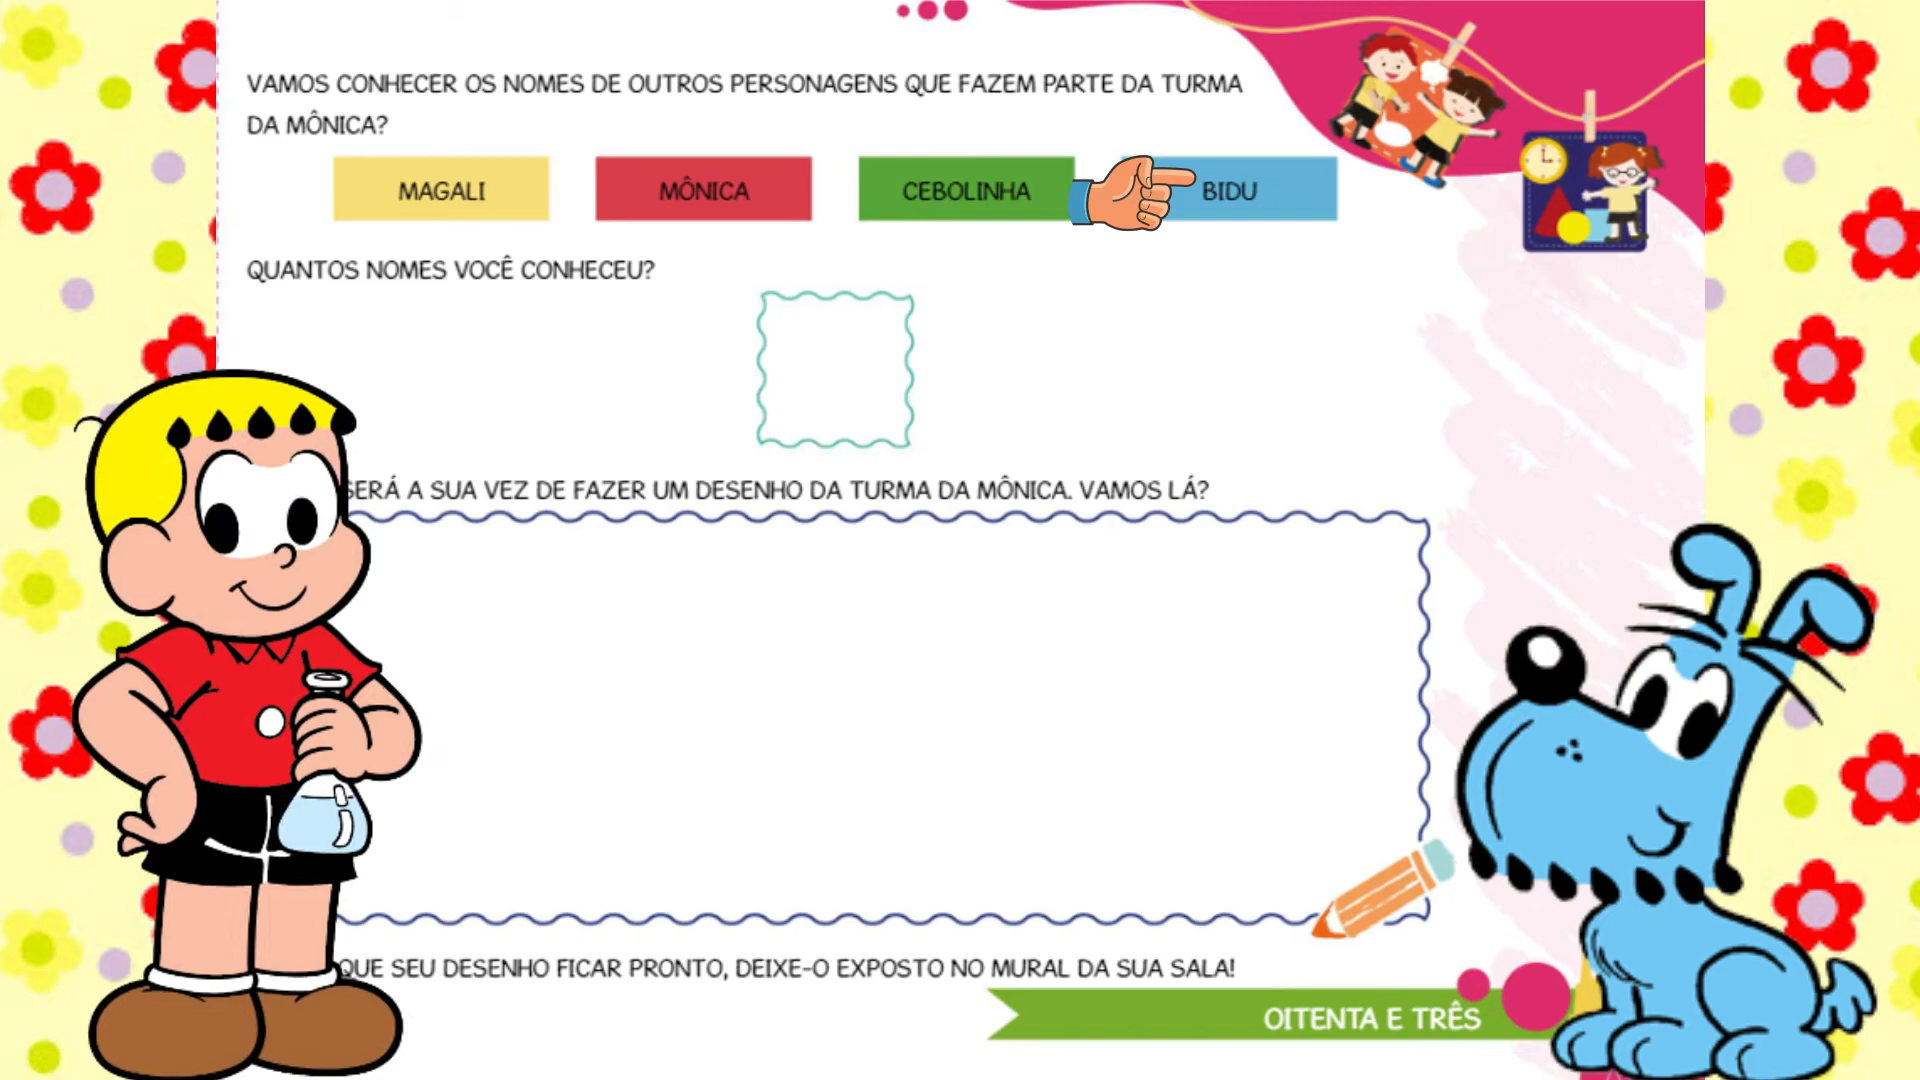 VAMOS CONHECER OS NOMES DE OUTROS PERSONAGENS QUE FAZEM PARTE DA TURMA
DA MÔNICA?
MAGALI MÔNICA CEBOLINHA BIDU
QUANTOS NOMES VOCÊ CONHECEU?
SERÁ A SUA VEZ DE FAZER UM DESENHO DA TURMA DA MÔNICA. VAMOS LÁ?
QUE SEU DESENHO FICAR PRONTO, DEIXE-O EXPOSTO NO MURAL DA SUA SALA!
OITENTA E TRÊS